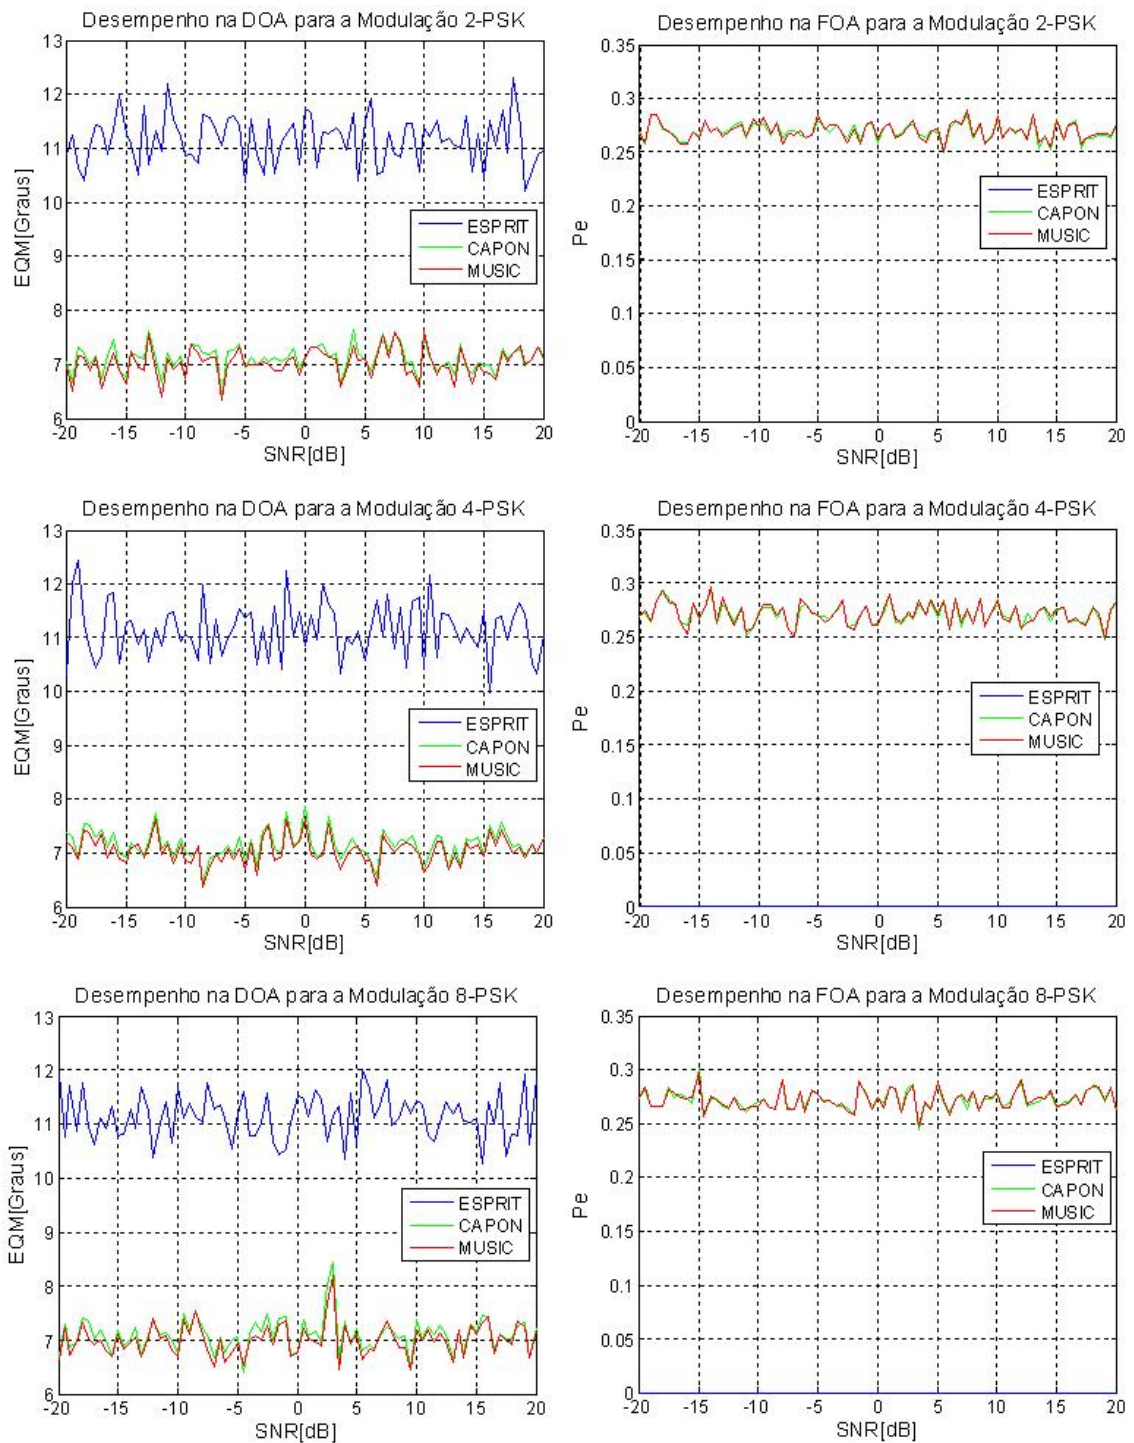 Desempenho na DOA para a Modulação 2-PSK
13
12
11
10
9
8
7
6
EQM[Graus]
ESPRIT
CAPON
MUSIC
-20 -15 -10 -5 0 5 10 15 20
SNR[dB]
Desempenho na FOA para a Modulação 2-PSK
0.35
0.3
0.25
0.2
0.15
0.1
0.05
0
Pe
ESPRIT
CAPON
MUSIC
-20 -15 -10 -5 0 5 10 15 20
SNR[dB]
Desempenho na DOA para a Modulação 4-PSK
13
12
11
10
9
8
7
6
EQM[Graus]
ESPRIT
CAPON
MUSIC
-20 -15 -10 -5 0 5 10 15 20
SNR[dB]
Desempenho na FOA para a Modulação 4-PSK
0.35
0.3
0.25
0.2
0.15
0.1
0.05
0
Pe
ESPRIT
CAPON
MUSIC
-20 -15 -10 -5 0 5 10 15 20
SNR[dB]
Desempenho na DOA para a Modulação 8-PSK
13
12
11
10
9
8
7
6
EQM[Graus]
ESPRIT
CAPON
MUSIC
-20 -15 -10 -5 0 5 10 15 20
SNR[dB]
Desempenho na FOA para a Modulação 8-PSK
0.35
0.3
0.25
0.2
0.15
0.1
0.05
0
Pe
ESPRIT
CAPON
MUSIC
-20 -15 -10 -5 0 5 10 15 20
SNR[dB]